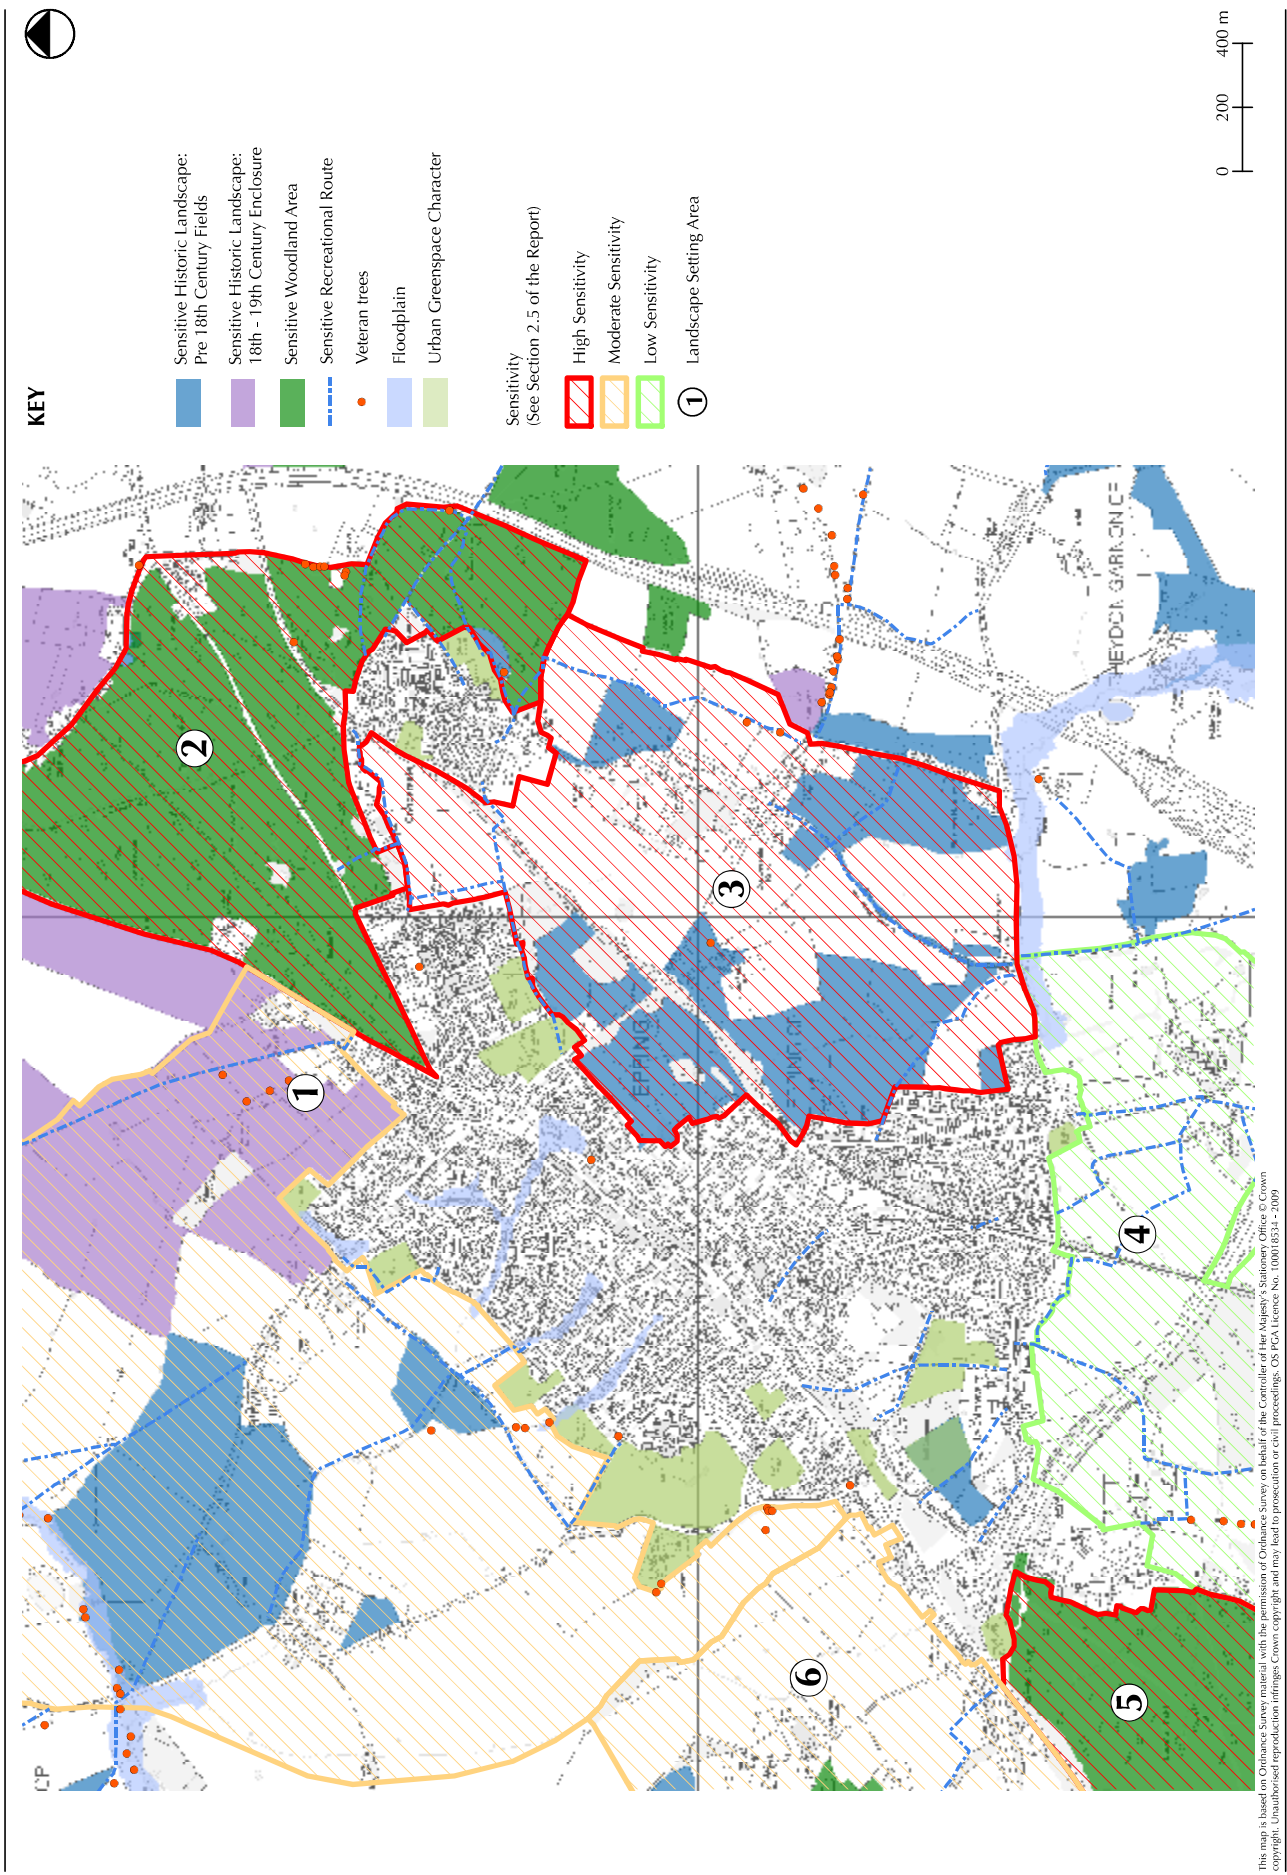 KEY
Sensitive Historic Landscape:
Pre 18th Century Fields
Sensitive Historic Landscape:
18th - 19th Century Enclosure
Sensitive Woodland Area
Sensitive Recreational Route
Veteran trees
Floodplain
Urban Greenspace Character
Sensitivity
(See Section 2.5 of the Report)
High Sensitivity
Moderate Sensitivity
Low Sensitivity
1 Landscape Setting Area
0 200 400 m
1
2
3
4
5
6
EPPING
CP
This map is based on Ordnance Survey material with the permission of Ordnance Survey on behalf of the Controller of Her Majesty's Stationery Office © Crown
copyright. Unauthorised reproduction infringes Crown copyright and may lead to prosecution or civil proceedings. OS PGA Licence No. 100018534 - 2009